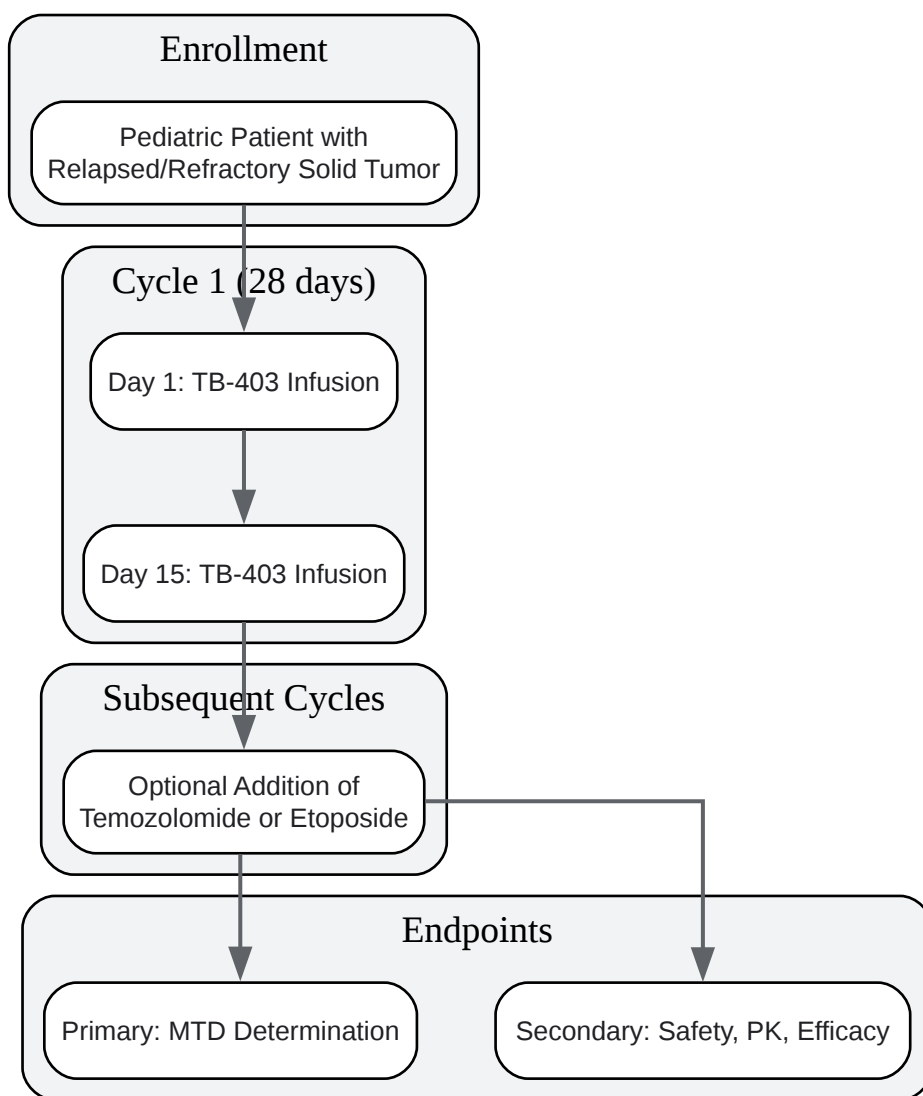 Enrollment
Pediatric Patient with
Relapsed/Refractory Solid Tumor
Cycle 1 (28 days)
Day 1: TB-403 Infusion
Day 15: TB-403 Infusion
Subsequent Cycles
Optional Addition of
Temozolomide or Etoposide
Endpoints
Primary: MTD Determination
Secondary: Safety, PK, Efficacy